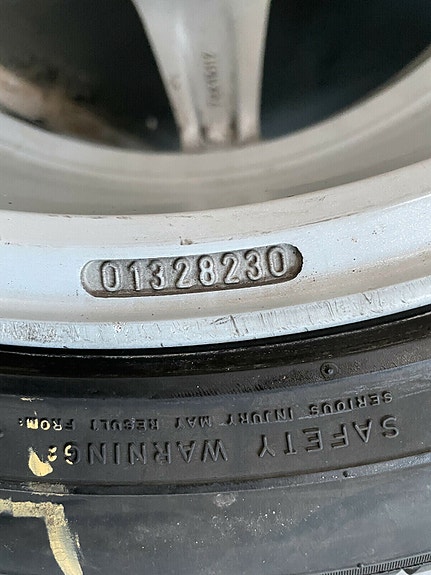 01328230
SAFETY WARNING:
SERIOUS INJURY MAY RESULT FROM: